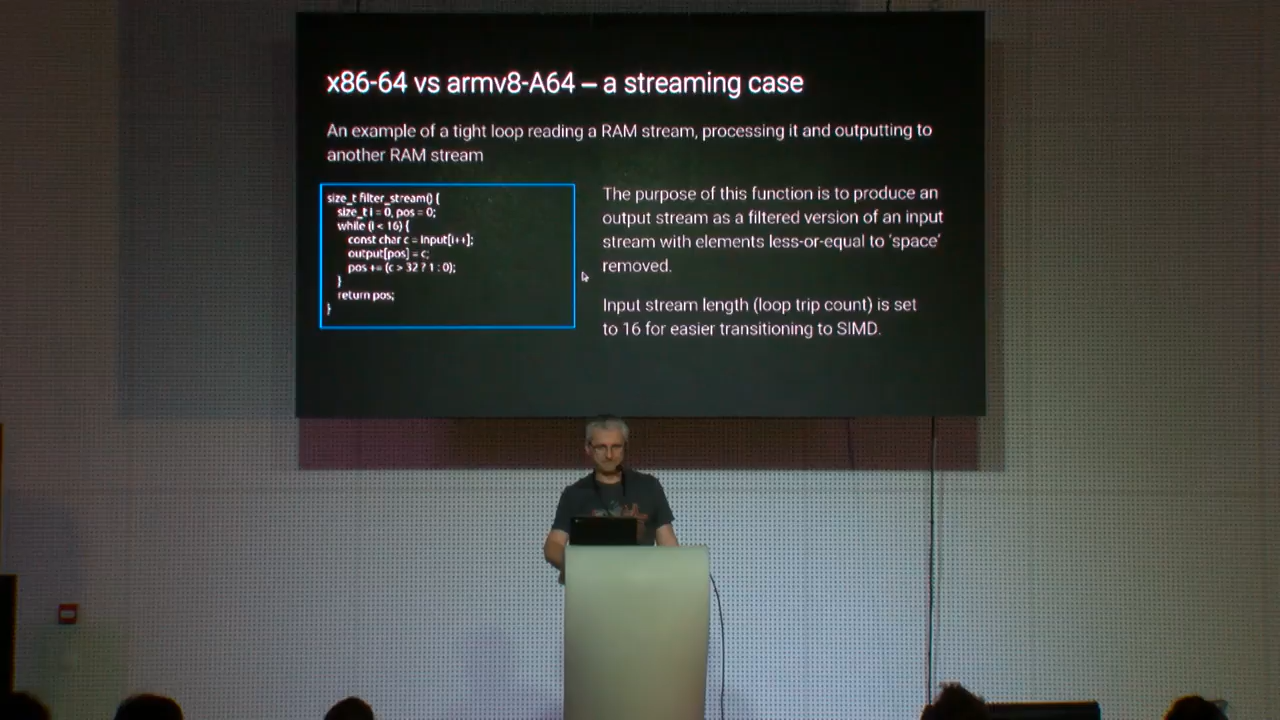 x86-64 vs armv8-A64 – a streaming case
An example of a tight loop reading a RAM stream, processing it and outputting to
another RAM stream
size_t filter_stream() {
size_t i = 0, pos = 0;
while (i < 16) {
const char c = input[i++];
output[pos] = c;
pos += (c > 32 ? 1 : 0);
}
return pos;
}
The purpose of this function is to produce an
output stream as a filtered version of an input
stream with elements less-or-equal to ‘space’
removed.
Input stream length (loop trip count) is set
to 16 for easier transitioning to SIMD.